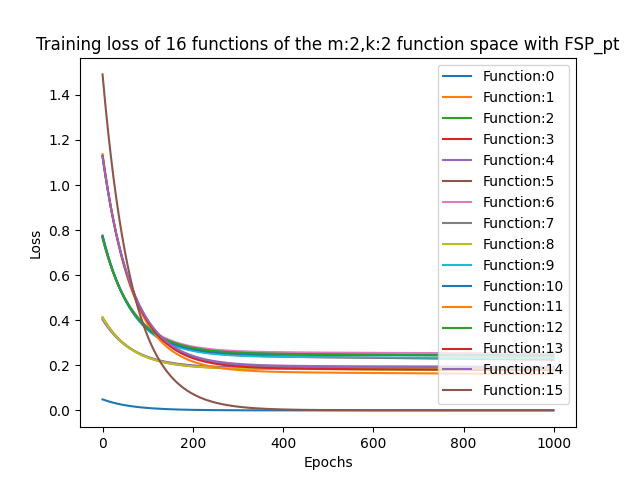 Training loss of 16 functions of the m:2,k:2 function space with FSP_pt
Function:0
Function:1
Function:2
Function:3
Function:4
Function:5
Function:6
Function:7
Function:8
Function:9
Function:10
Function:11
Function:12
Function:13
Function:14
Function:15
Loss
1.4
1.2
1.0
0.8
0.6
0.4
0.2
0.0
0 200 400 600 800 1000
Epochs